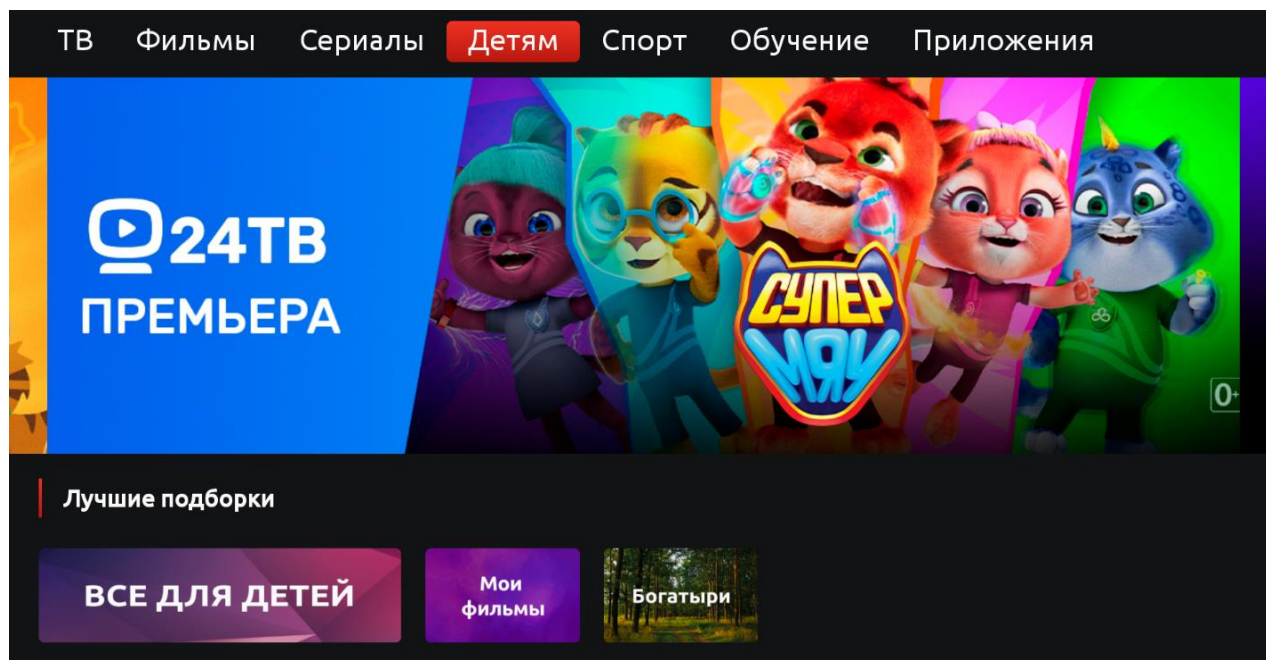 ТВ Фильмы Сериалы Детям Спорт Обучение Приложения
24ТВ
ПРЕМЬЕРА
СУПЕР
МЯУ
0+
Лучшие подборки
ВСЕ ДЛЯ ДЕТЕЙ
Мои
фильмы
Богатыри